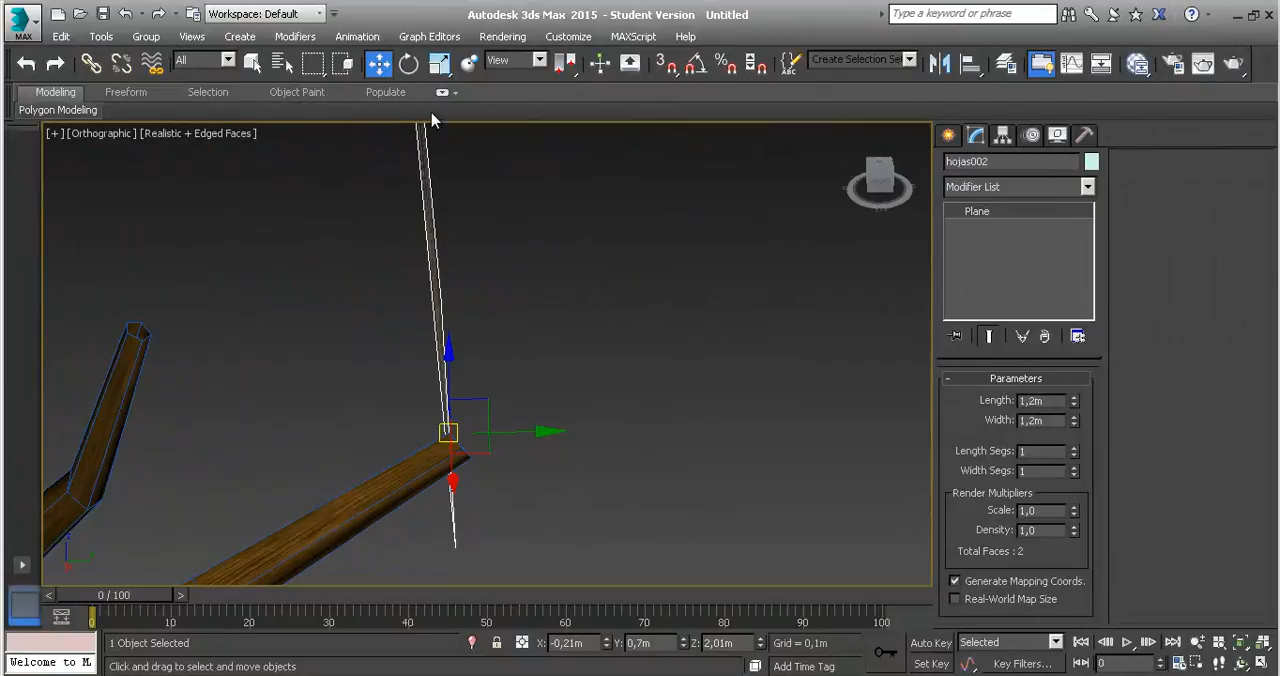 MAX
Workspace: Default
Autodesk 3ds Max 2015 - Student Version Untitled
Type a keyword or phrase
Edit Tools Group Views Create Modifiers Animation Graph Editors Rendering Customize MAXScript Help
All View 3 Create Selection Se
Modeling Freeform Selection Object Paint Populate
Polygon Modeling
[+] [Orthographic] [Realistic + Edged Faces]
hojas002
Modifier List
Plane
Parameters
Length: 1,2m
Width: 1,2m
Length Segs: 1
Width Segs: 1
Render Multipliers
Scale: 1,0
Density: 1,0
Total Faces : 2
Generate Mapping Coords.
Real-World Map Size
0 / 100
0 10 20 30 40 50 60 70 80 90 100
1 Object Selected X: -0,21m Y: 0,7m Z: 2,01m Grid = 0,1m Auto Key Selected
Welcome to M Click and drag to select and move objects Add Time Tag Set Key Key Filters... 0